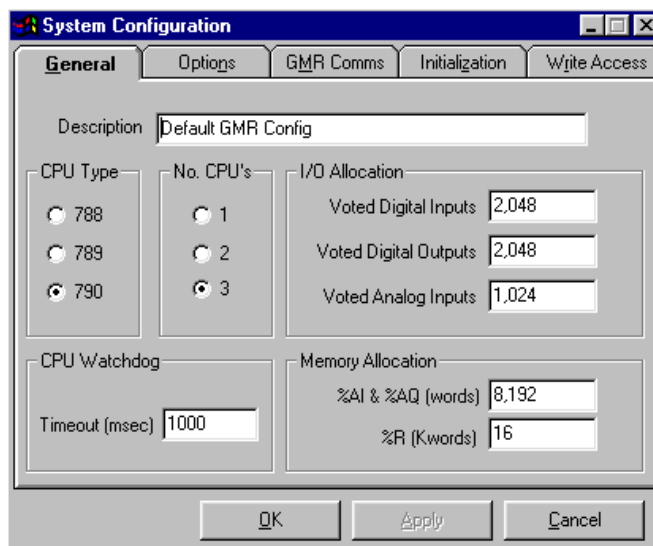 System Configuration
General Options GMR Comms Initialization Write Access
Description Default GMR Config
CPU Type
788
789
790
No. CPU's
1
2
3
I/O Allocation
Voted Digital Inputs 2,048
Voted Digital Outputs 2,048
Voted Analog Inputs 1,024
CPU Watchdog
Timeout (msec) 1000
Memory Allocation
%AI & %AQ (words) 8,192
%R (Kwords) 16
OK Apply Cancel